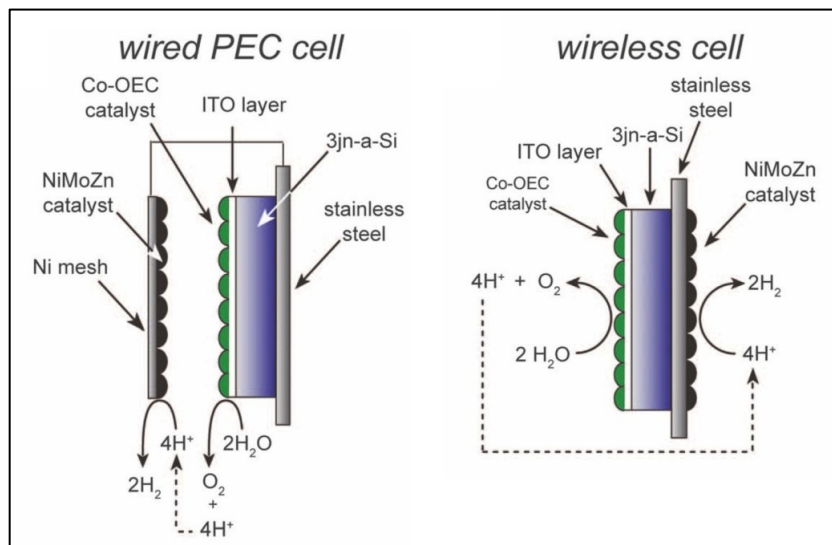 wired PEC cell
Co-OEC
catalyst
ITO layer
3jn-a-Si
NiMoZn
catalyst
Ni mesh
stainless
steel
4H⁺
2H₂O
2H₂
O₂
+
4H⁺
wireless cell
stainless
steel
3jn-a-Si
ITO layer
NiMoZn
catalyst
Co-OEC
catalyst
4H⁺ + O₂
2H₂
2 H₂O
4H⁺